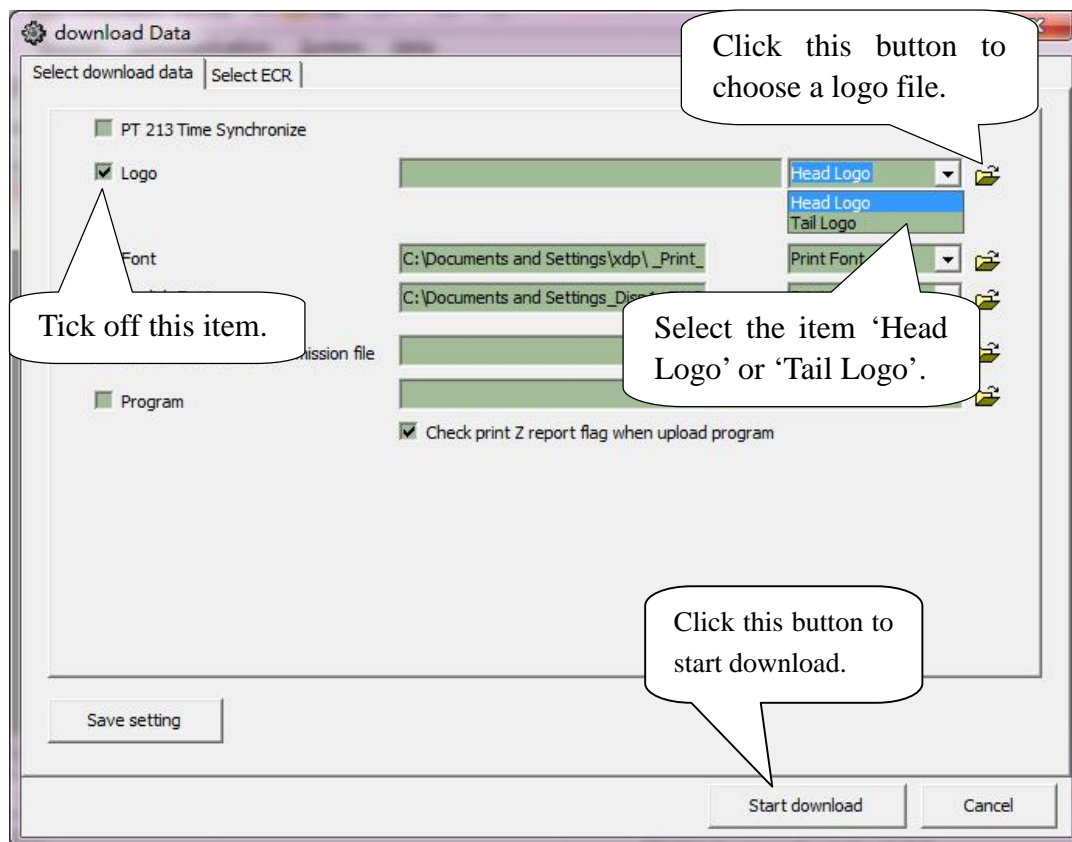 download Data
Click this button to
choose a logo file.
Select download data Select ECR
PT 213 Time Synchronize
Logo Head Logo
Head Logo
Tail Logo
Font C:\Documents and Settings\xdp\_Print_ Print Font
C:\Documents and Settings_Disp
Tick off this item.
Select the item ‘Head
Logo’ or ‘Tail Logo’.
mission file
Program
Check print Z report flag when upload program
Click this button to
start download.
Save setting
Start download Cancel